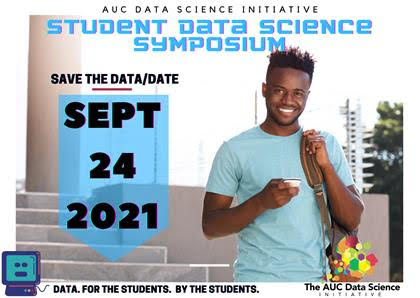 AUC DATA SCIENCE INITIATIVE
STUDENT DATA SCIENCE
SYMPOSIUM
SAVE THE DATA/DATE
SEPT
24
2021
DATA. FOR THE STUDENTS. BY THE STUDENTS.
The AUC Data Science
INITIATIVE